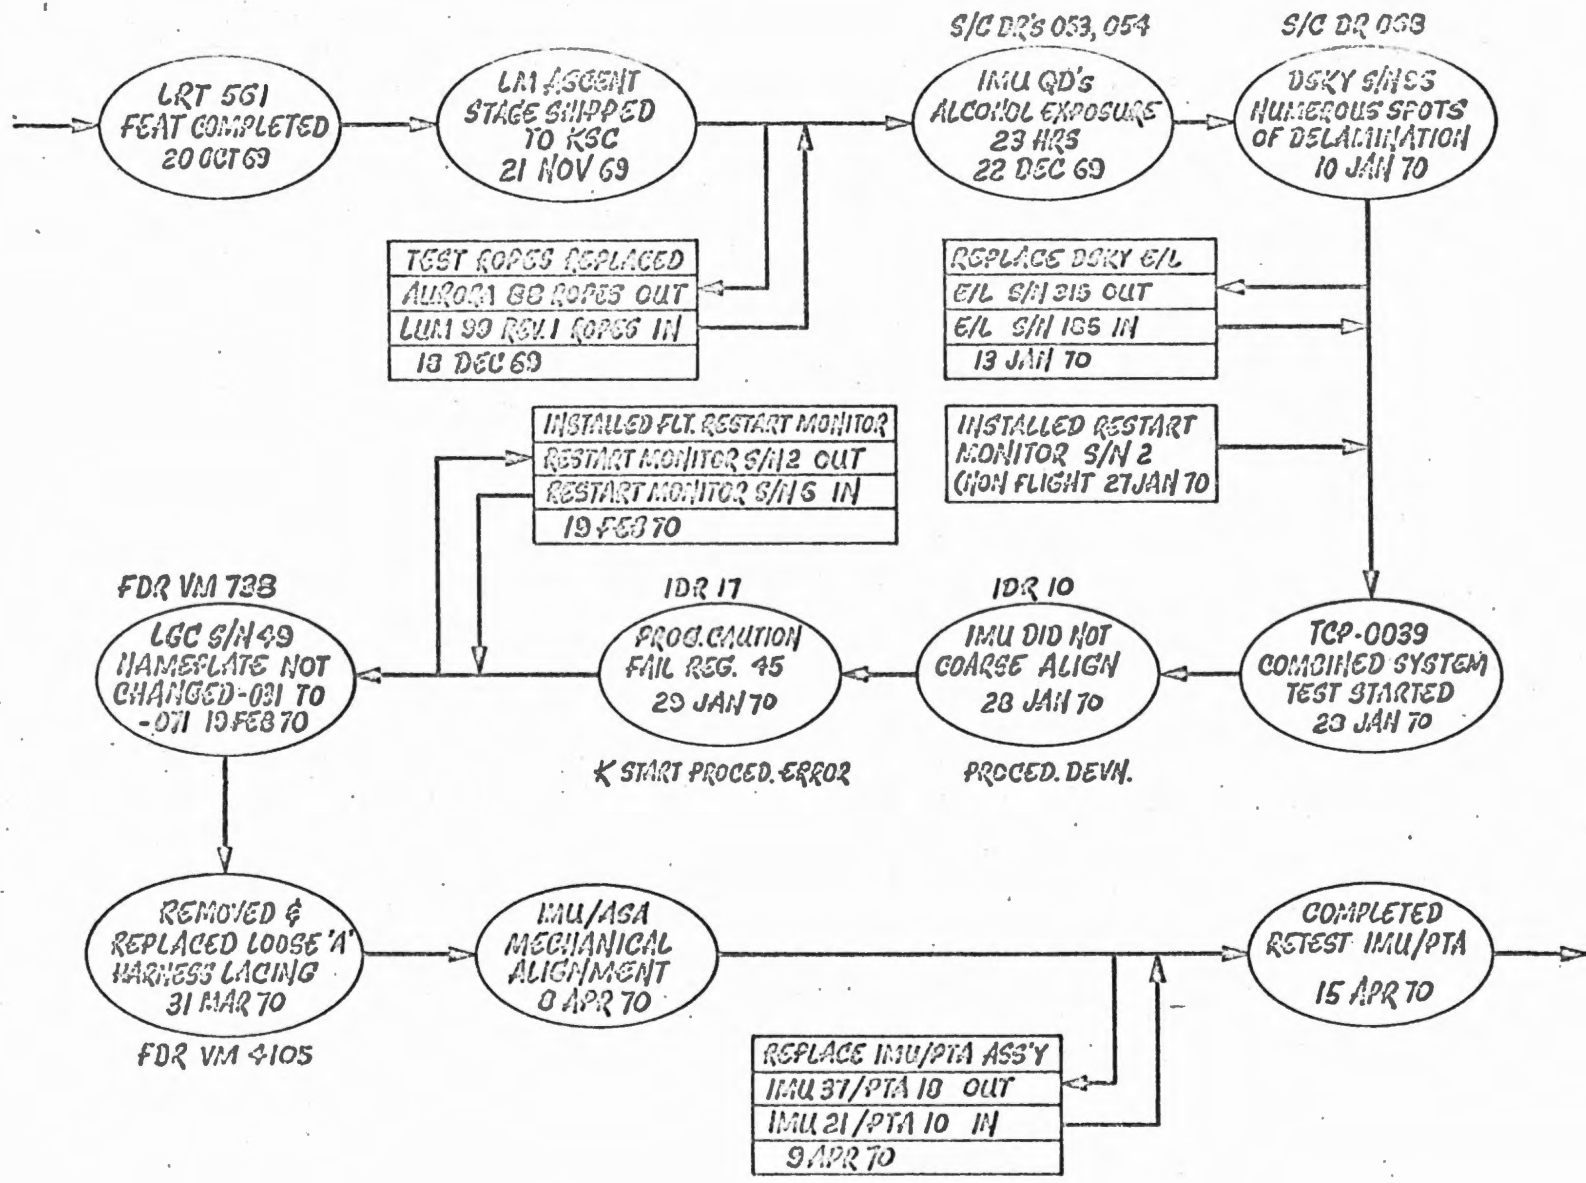 LRT 561
FEAT COMPLETED
20 OCT 69
LM ASCENT
STAGE SHIPPED
TO KSC
21 NOV 69
S/C DR'S 053, 054
IMU QD'S
ALCOHOL EXPOSURE
23 HRS
22 DEC 69
S/C DR 068
DSKY S/N
NUMEROUS SPOTS
OF DELAMINATION
10 JAN 70
TEST ROPES REPLACED
AURORA 88 ROPES OUT
LUM 99 REV.1 ROPES IN
DEC 69
REPLACE DSKY E/L
E/L S/N 315 OUT
E/L S/N 185 IN
13 JAN 70
INSTALLED FLT. RESTART MONITOR
RESTART MONITOR S/N 2 OUT
RESTART MONITOR S/N 6 IN
19 FEB 70
INSTALLED RESTART
MONITOR S/N 2
(NON FLIGHT 27 JAN 70
FDR VM 738
LGC S/N 49
NAMEPLATE NOT
CHANGED -031 TO
-071 19 FEB 70
IDR 17
PROG. CAUTION
FAIL REG. 45
29 JAN 70
K START PROCED. ERROR
IDR 10
IMU DID NOT
COARSE ALIGN
28 JAN 70
PROCED. DEVN.
TCP-0039
COMBINED SYSTEM
TEST STARTED
JAN 70
REMOVED &
REPLACED LOOSE 'A'
HARNESS LACING
31 MAR 70
FDR VM 4105
IMU/ASA
MECHANICAL
ALIGNMENT
8 APR 70
COMPLETED
RETEST IMU/PTA
15 APR 70
REPLACE IMU/PTA ASS'Y
IMU 37/PTA 18 OUT
IMU 21/PTA 10 IN
9 APR 70